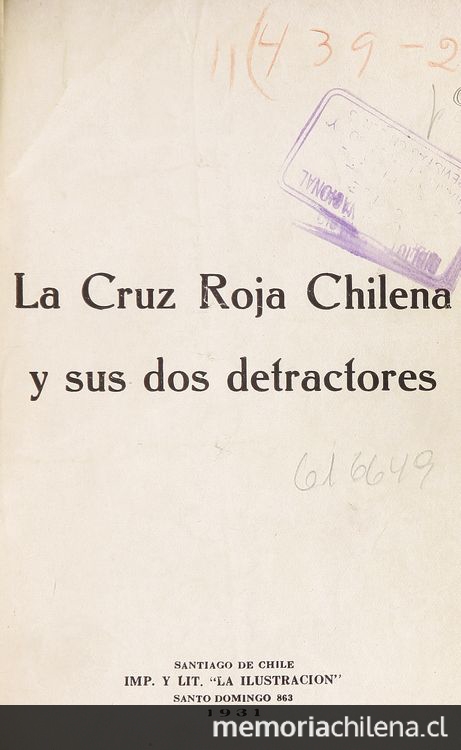 11(439-2
La Cruz Roja Chilena
y sus dos detractores
616649
SANTIAGO DE CHILE
IMP. Y LIT. "LA ILUSTRACION"
SANTO DOMINGO 863
1931
memoriachilena.cl